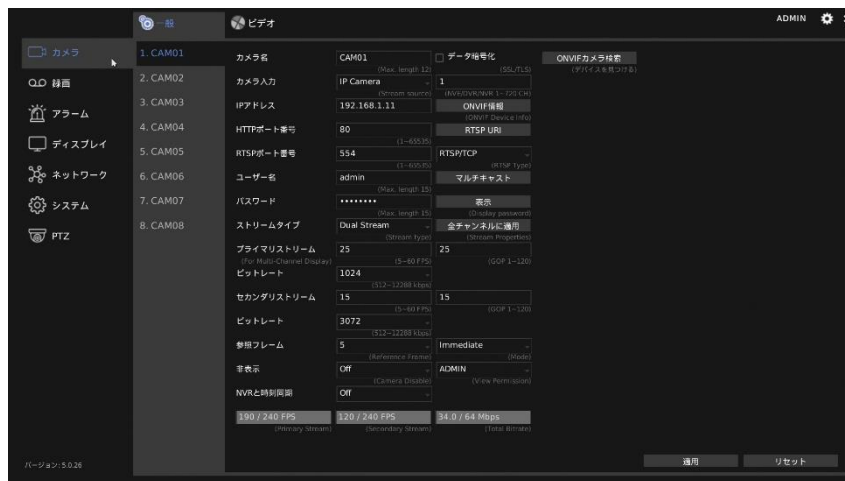 一般
ビデオ
ADMIN
カメラ
録画
アラーム
ディスプレイ
ネットワーク
システム
PTZ
バージョン: 5.0.26
1. CAM01
2. CAM02
3. CAM03
4. CAM04
5. CAM05
6. CAM06
7. CAM07
8. CAM08
カメラ名 CAM01 データ暗号化 ONVIFカメラ検索
(Max. length 12) (SSL/TLS) (デバイスを見つける)
カメラ入力 IP Camera 1
(Stream source) (NVE/DVR/NVR 1~720 CH)
IPアドレス 192.168.1.11 ONVIF情報
(ONVIF Device Info)
HTTPポート番号 80 RTSP URI
(1~65535)
RTSPポート番号 554 RTSP/TCP
(1~65535) (RTSP Type)
ユーザー名 admin マルチキャスト
(Max. length 15)
パスワード •••••••• 表示
(Max. length 15) (Display password)
ストリームタイプ Dual Stream 全チャンネルに適用
(Stream type) (Stream Properties)
プライマリストリーム 25 25
(For Multi-Channel Display) (5~60 FPS) (GOP 1~120)
ビットレート 1024
(512~12288 kbps)
セカンダリストリーム 15 15
(5~60 FPS) (GOP 1~120)
ビットレート 3072
(512~12288 kbps)
参照フレーム 5 Immediate
(Reference Frame) (Mode)
非表示 Off ADMIN
(Camera Disable) (View Permission)
NVRと時刻同期 Off
190 / 240 FPS 120 / 240 FPS 34.0 / 64 Mbps
(Primary Stream) (Secondary Stream) (Total Bitrate)
適用 リセット